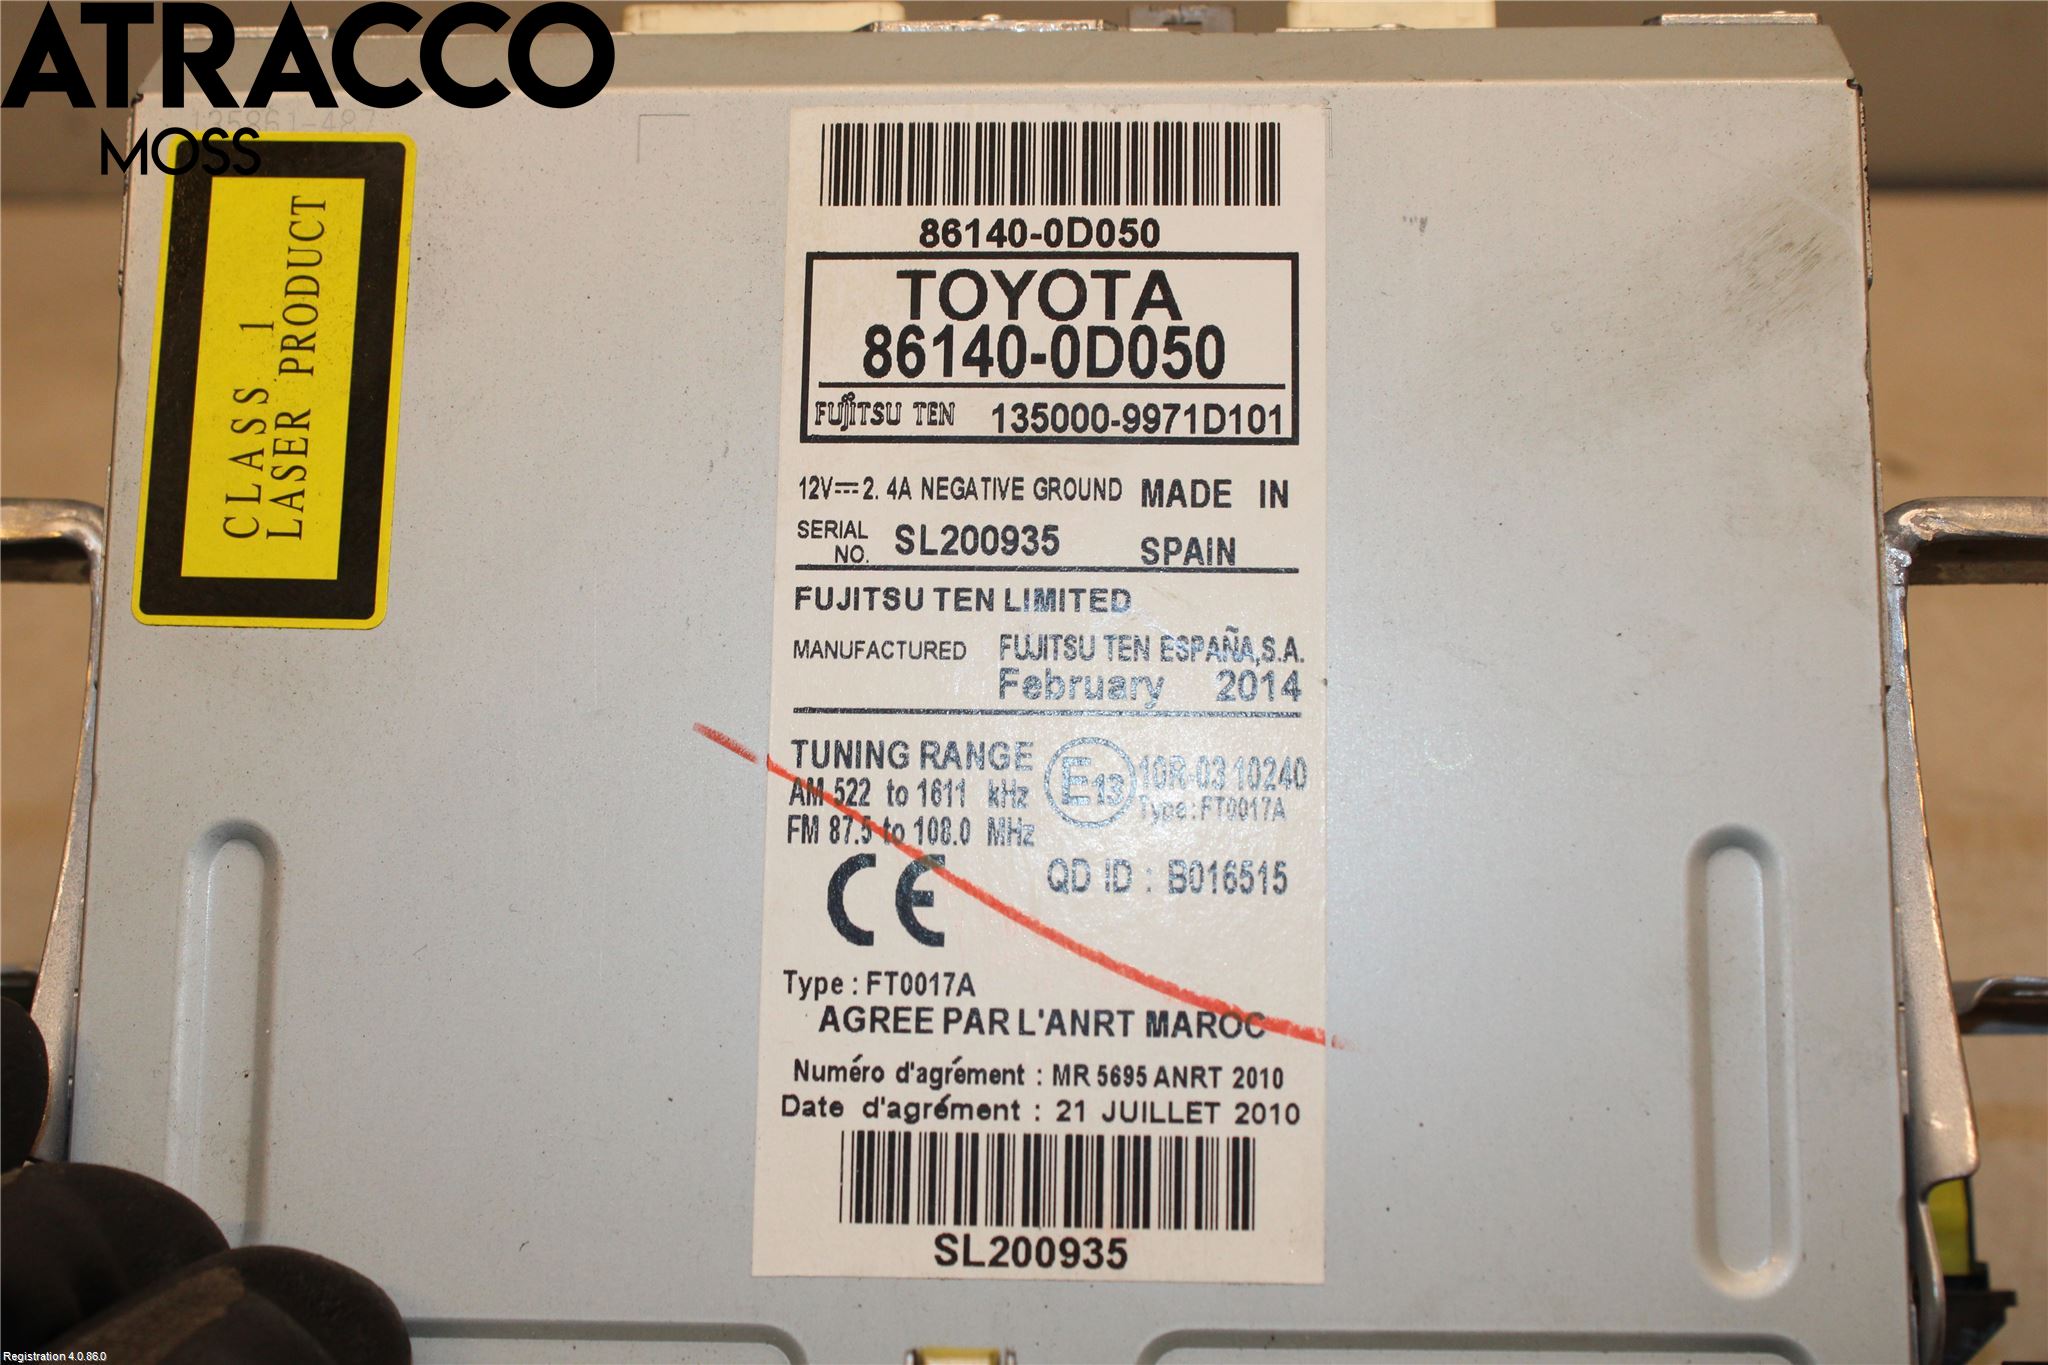 ATRACCO
MOSS
CLASS 1
LASER PRODUCT
86140-0D050
TOYOTA
86140-0D050
FUJITSU TEN 135000-9971D101
12V⎓2.4A NEGATIVE GROUND MADE IN
SERIAL NO. SL200935 SPAIN
FUJITSU TEN LIMITED
MANUFACTURED FUJITSU TEN ESPAÑA,S.A.
February 2014
TUNING RANGE
AM 522 to 1611 kHz
FM 87.5 to 108.0 MHz
E13 10R-03 10240
Type:FT0017A
QD ID : B016515
CE
Type : FT0017A
AGREE PAR L'ANRT MAROC
Numéro d'agrément : MR 5695 ANRT 2010
Date d'agrément : 21 JUILLET 2010
SL200935
Registration 4.0.86.0